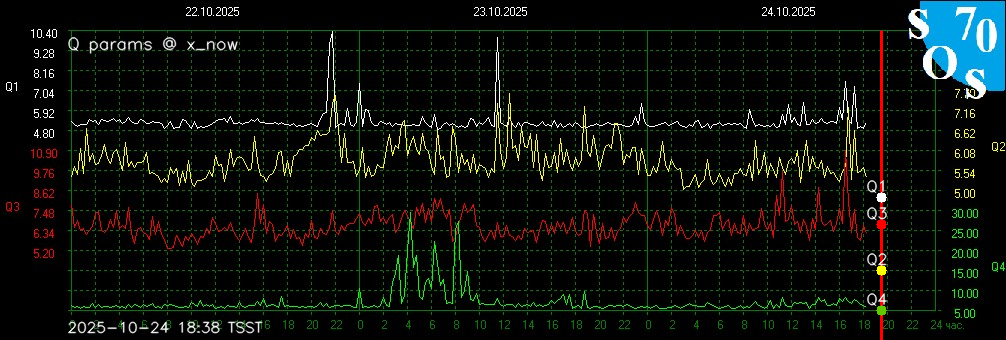 22.10.2025 23.10.2025 24.10.2025
Q params @ x_now
SOS70
Q1
10.40
9.28
8.16
7.04
5.92
4.80
Q3
10.90
9.76
8.62
7.48
6.34
5.20
Q2
7.70
7.16
6.62
6.08
5.54
5.00
Q4
30.00
25.00
20.00
15.00
10.00
5.00
Q1
Q3
Q2
Q4
2025-10-24 18:38 TSST
18 20 22 0 2 4 6 8 10 12 14 16 18 20 22 0 2 4 6 8 10 12 14 16 18 20 22 24 час.